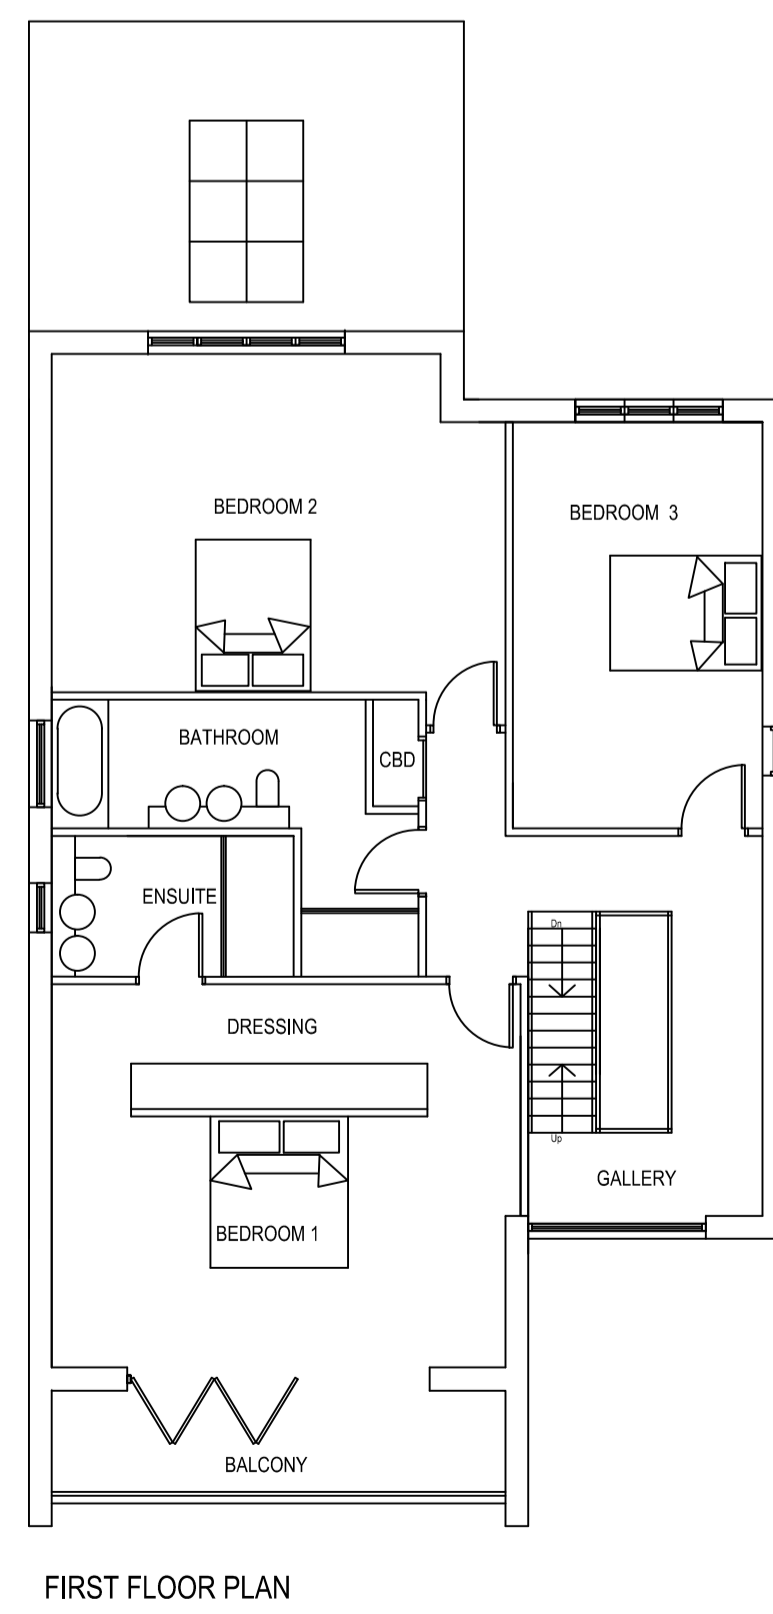 BEDROOM 2
BEDROOM 3
BATHROOM
CBD
ENSUITE
Dn
DRESSING
Up
GALLERY
BEDROOM 1
BALCONY
FIRST FLOOR PLAN